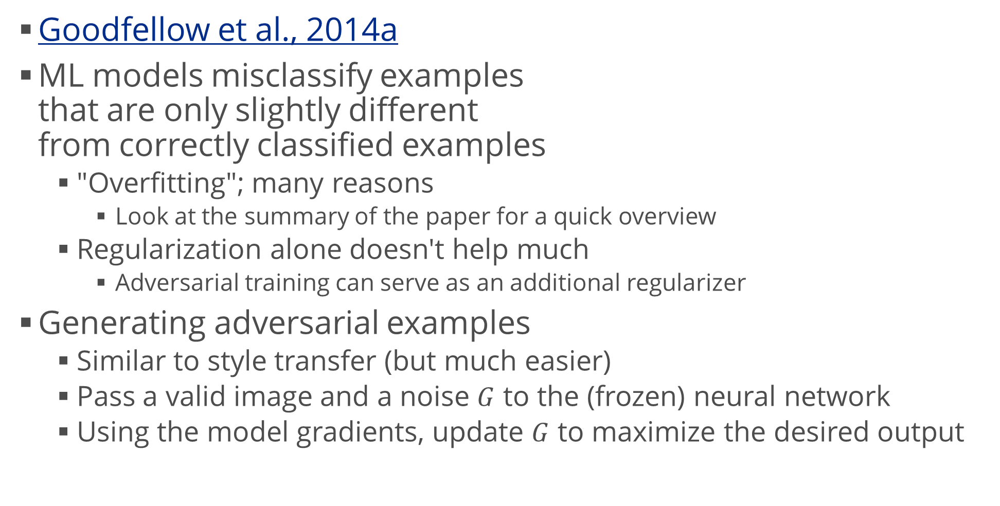 ▪ Goodfellow et al., 2014a
▪ ML models misclassify examples
that are only slightly different
from correctly classified examples
▪ "Overfitting"; many reasons
▪ Look at the summary of the paper for a quick overview
▪ Regularization alone doesn't help much
▪ Adversarial training can serve as an additional regularizer
▪ Generating adversarial examples
▪ Similar to style transfer (but much easier)
▪ Pass a valid image and a noise 𝐺 to the (frozen) neural network
▪ Using the model gradients, update 𝐺 to maximize the desired output